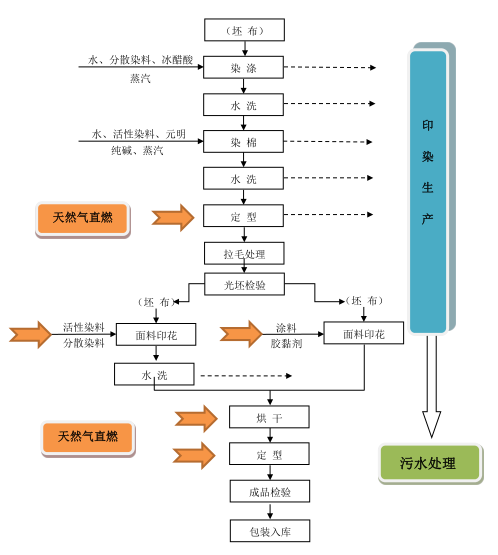 （坯 布）
水、分散染料、冰醋酸
蒸汽
染 涤
水 洗
水、活性染料、元明
纯碱、蒸汽
染 棉
水 洗
天然气直燃
定 型
拉毛处理
光坯检验
（坯 布）
（坯 布）
活性染料
分散染料
面料印花
涂料
胶黏剂
面料印花
水 洗
烘 干
天然气直燃
定 型
成品检验
包装入库
印
染
生
产
污水处理